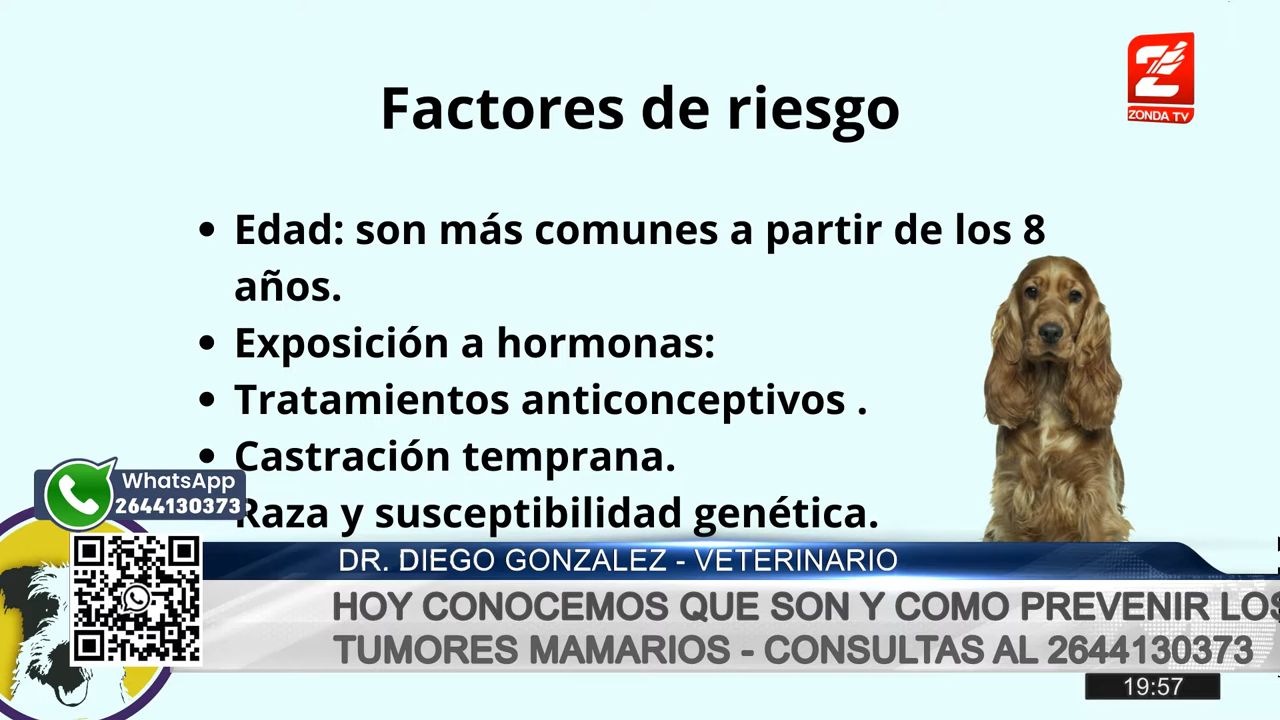 Factores de riesgo
ZONDA TV
Edad: son más comunes a partir de los 8
años.
Exposición a hormonas:
Tratamientos anticonceptivos .
Castración temprana.
Raza y susceptibilidad genética.
WhatsApp
2644130373
DR. DIEGO GONZALEZ - VETERINARIO
HOY CONOCEMOS QUE SON Y COMO PREVENIR LOS
TUMORES MAMARIOS - CONSULTAS AL 2644130373
19:57